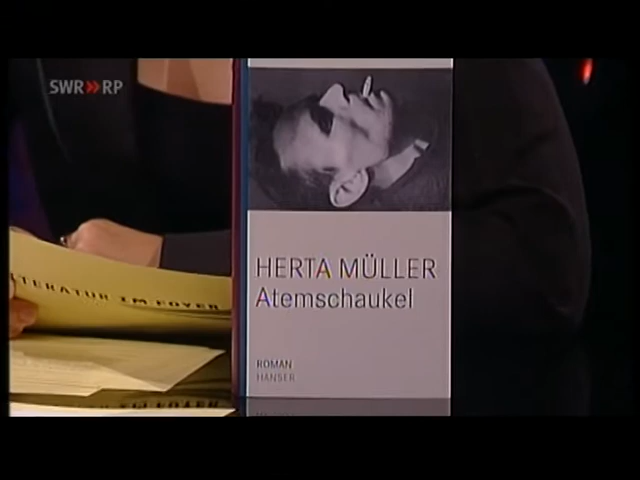 SWR» RP
HERTA MÜLLER
Atemschaukel
ROMAN
HANSER
LITERATUR IM FOYER